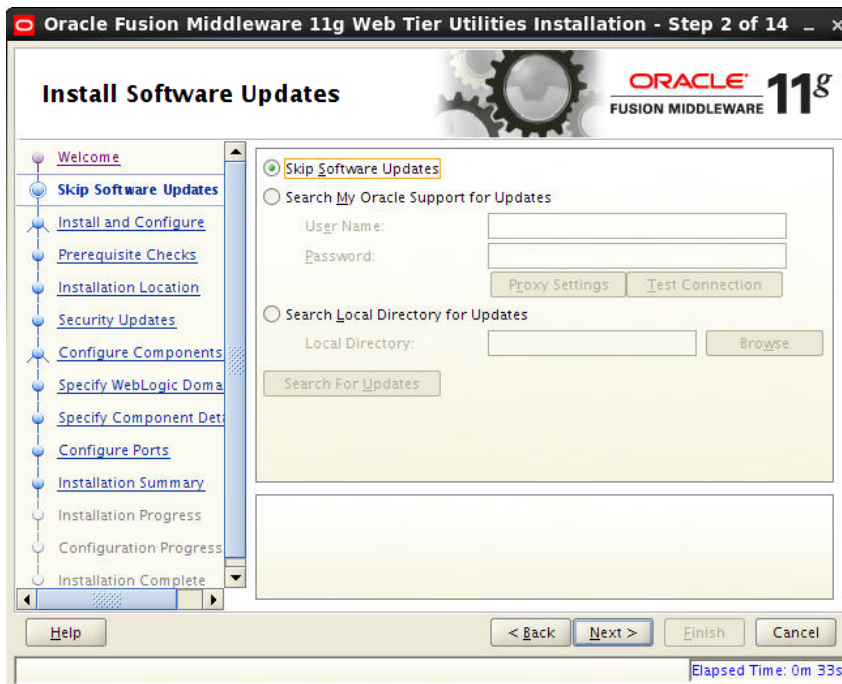 Oracle Fusion Middleware 11g Web Tier Utilities Installation - Step 2 of 14
Install Software Updates
ORACLE
FUSION MIDDLEWARE
11g
Welcome
Skip Software Updates
Install and Configure
Prerequisite Checks
Installation Location
Security Updates
Configure Components
Specify WebLogic Doma
Specify Component Deta
Configure Ports
Installation Summary
Installation Progress
Configuration Progress
Installation Complete
Skip Software Updates
Search My Oracle Support for Updates
User Name:
Password:
Proxy Settings Test Connection
Search Local Directory for Updates
Local Directory: Browse
Search For Updates
Help < Back Next > Finish Cancel
Elapsed Time: 0m 33s